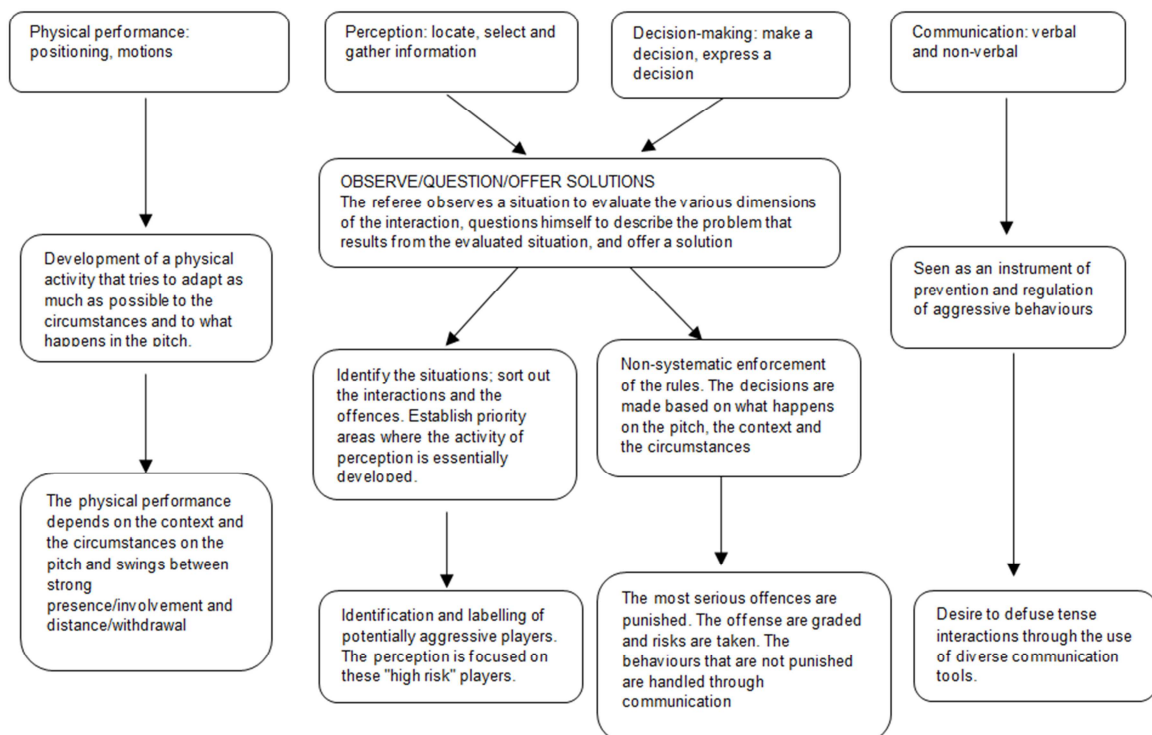 Physical performance:
positioning, motions
Perception: locate, select and
gather information
Decision-making: make a
decision, express a
decision
Communication: verbal
and non-verbal
OBSERVE/QUESTION/OFFER SOLUTIONS
The referee observes a situation to evaluate the various dimensions
of the interaction, questions himself to describe the problem that
results from the evaluated situation, and offer a solution
Development of a physical
activity that tries to adapt as
much as possible to the
circumstances and to what
happens in the pitch.
Seen as an instrument of
prevention and regulation
of aggressive behaviours
Identify the situations; sort out
the interactions and the
offences. Establish priority
areas where the activity of
perception is essentially
developed.
Non-systematic enforcement
of the rules. The decisions are
made based on what happens
on the pitch, the context and
the circumstances
The physical performance
depends on the context and
the circumstances on the
pitch and swings between
strong
presence/involvement and
distance/withdrawal
Identification and labelling of
potentially aggressive players.
The perception is focused on
these "high risk" players.
The most serious offences are
punished. The offense are graded
and risks are taken. The
behaviours that are not punished
are handled through
communication
Desire to defuse tense
interactions through the use
of diverse communication
tools.